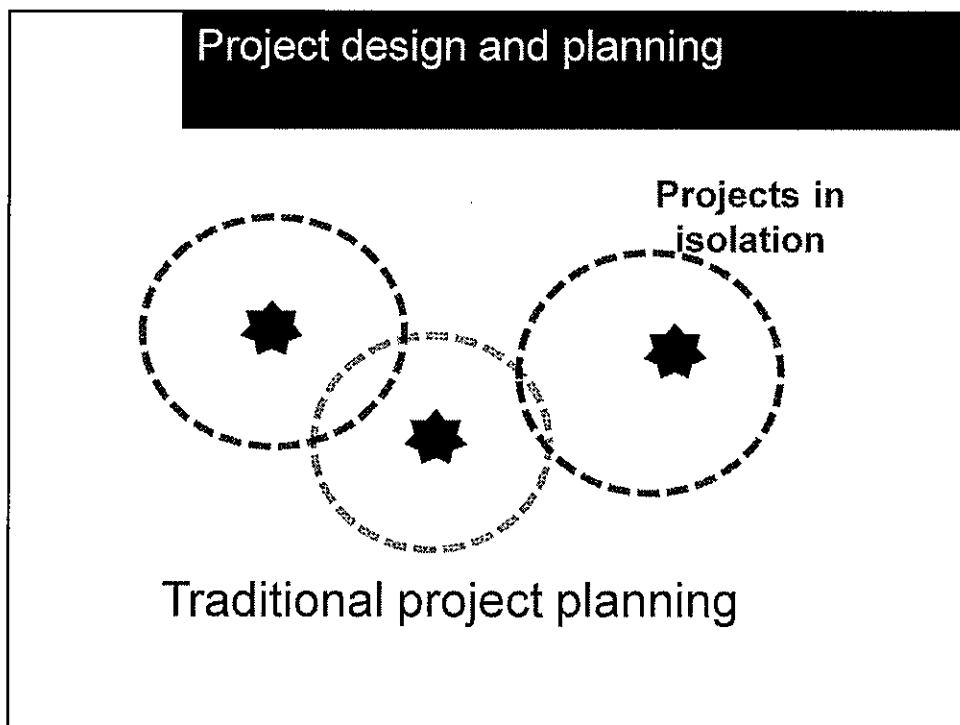 Project design and planning
Projects in
isolation
Traditional project planning